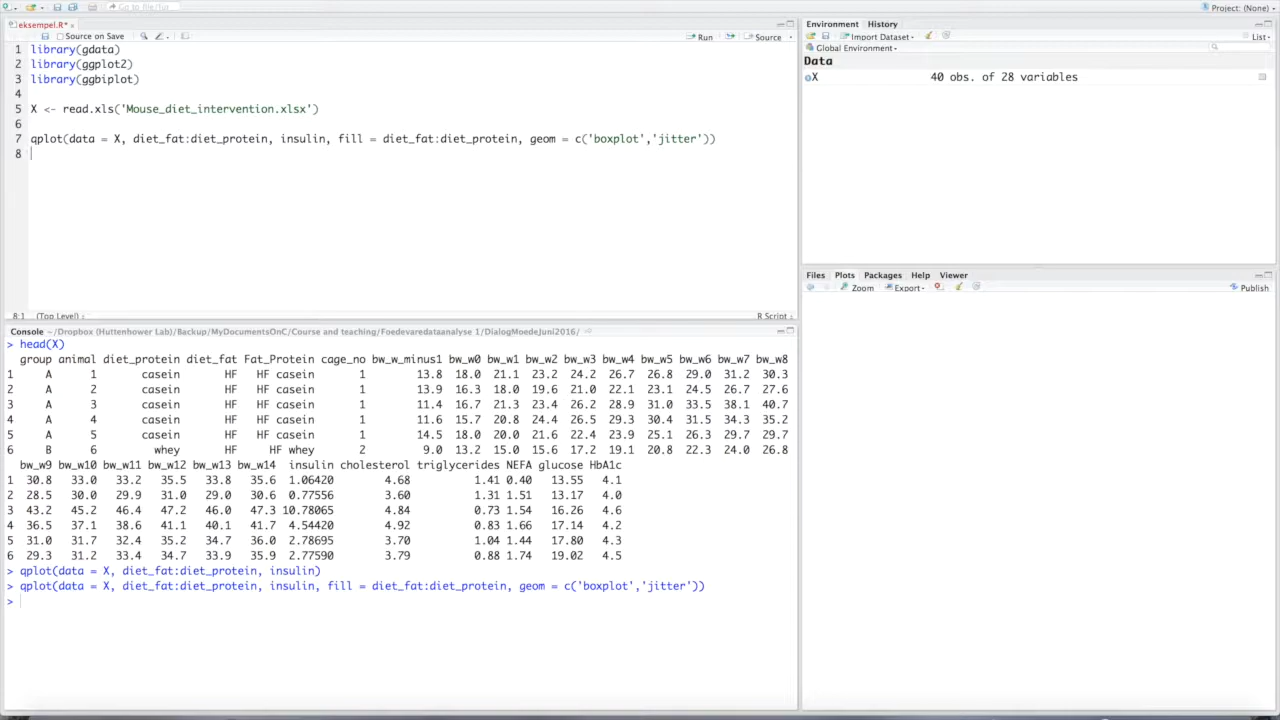 Go to file/fun
Project: (None)
eksempel.R*
Source on Save
Run
Source
1 library(gdata)
2 library(ggplot2)
3 library(ggbiplot)
4
5 X <- read.xls('Mouse_diet_intervention.xlsx')
6
7 qplot(data = X, diet_fat:diet_protein, insulin, fill = diet_fat:diet_protein, geom = c('boxplot','jitter'))
8
8:1 (Top Level)
R Script
Console ~/Dropbox (Huttenhower Lab)/Backup/MyDocumentsOnC/Course and teaching/Foedevaredataanalyse 1/DialogMoedeJuni2016/
> head(X)
group animal diet_protein diet_fat Fat_Protein cage_no bw_w_minus1 bw_w0 bw_w1 bw_w2 bw_w3 bw_w4 bw_w5 bw_w6 bw_w7 bw_w8
1 A 1 casein HF HF casein 1 13.8 18.0 21.1 23.2 24.2 26.7 26.8 29.0 31.2 30.3
2 A 2 casein HF HF casein 1 13.9 16.3 18.0 19.6 21.0 22.1 23.1 24.5 26.7 27.6
3 A 3 casein HF HF casein 1 11.4 16.7 21.3 23.4 26.2 28.9 31.0 33.5 38.1 40.7
4 A 4 casein HF HF casein 1 11.6 15.7 20.8 24.4 26.5 29.3 30.4 31.5 34.3 35.2
5 A 5 casein HF HF casein 1 14.5 18.0 20.0 21.6 22.4 23.9 25.1 26.3 29.7 29.7
6 B 6 whey HF HF whey 2 9.0 13.2 15.0 15.6 17.2 19.1 20.8 22.3 24.0 26.8
bw_w9 bw_w10 bw_w11 bw_w12 bw_w13 bw_w14 insulin cholesterol triglycerides NEFA glucose HbA1c
1 30.8 33.0 33.2 35.5 33.8 35.6 1.06420 4.68 1.41 0.40 13.55 4.1
2 28.5 30.0 29.9 31.0 29.0 30.6 0.77556 3.60 1.31 1.51 13.17 4.0
3 43.2 45.2 46.4 47.2 46.0 47.3 10.78065 4.84 0.73 1.54 16.26 4.6
4 36.5 37.1 38.6 41.1 40.1 41.7 4.54420 4.92 0.83 1.66 17.14 4.2
5 31.0 31.7 32.4 35.2 34.7 36.0 2.78695 3.70 1.04 1.44 17.80 4.3
6 29.3 31.2 33.4 34.7 33.9 35.9 2.77590 3.79 0.88 1.74 19.02 4.5
> qplot(data = X, diet_fat:diet_protein, insulin)
> qplot(data = X, diet_fat:diet_protein, insulin, fill = diet_fat:diet_protein, geom = c('boxplot','jitter'))
>
Environment History
Import Dataset
List
Global Environment
Data
X 40 obs. of 28 variables
Files Plots Packages Help Viewer
Zoom Export Publish